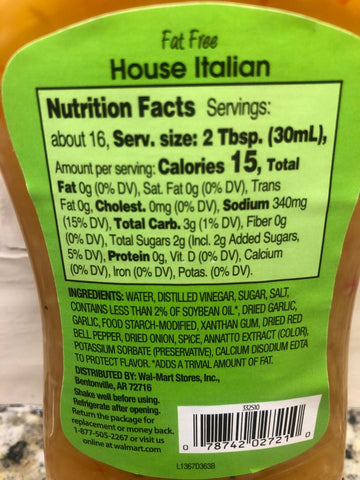 Fat Free
House Italian
Nutrition Facts Servings:
about 16, Serv. size: 2 Tbsp. (30mL),
Amount per serving: Calories 15, Total
Fat 0g (0% DV), Sat. Fat 0g (0% DV), Trans
Fat 0g, Cholest. 0mg (0% DV), Sodium 340mg
(15% DV), Total Carb. 3g (1% DV), Fiber 0g
(0% DV), Total Sugars 2g (Incl. 2g Added Sugars,
5% DV), Protein 0g, Vit. D (0% DV), Calcium
(0% DV), Iron (0% DV), Potas. (0% DV).
INGREDIENTS: WATER, DISTILLED VINEGAR, SUGAR, SALT,
CONTAINS LESS THAN 2% OF SOYBEAN OIL*, DRIED GARLIC,
GARLIC, FOOD STARCH-MODIFIED, XANTHAN GUM, DRIED RED
BELL PEPPER, DRIED ONION, SPICE, ANNATTO EXTRACT (COLOR),
POTASSIUM SORBATE (PRESERVATIVE), CALCIUM DISODIUM EDTA
TO PROTECT FLAVOR. *ADDS A TRIVIAL AMOUNT OF FAT.
DISTRIBUTED BY: Wal-Mart Stores, Inc.,
Bentonville, AR 72716
Shake well before using.
Refrigerate after opening.
Return the product for
replacement or money back.
1-877-505-2267 or visit us
online at walmart.com
332510
0 78742 02721 0
L1367D363B